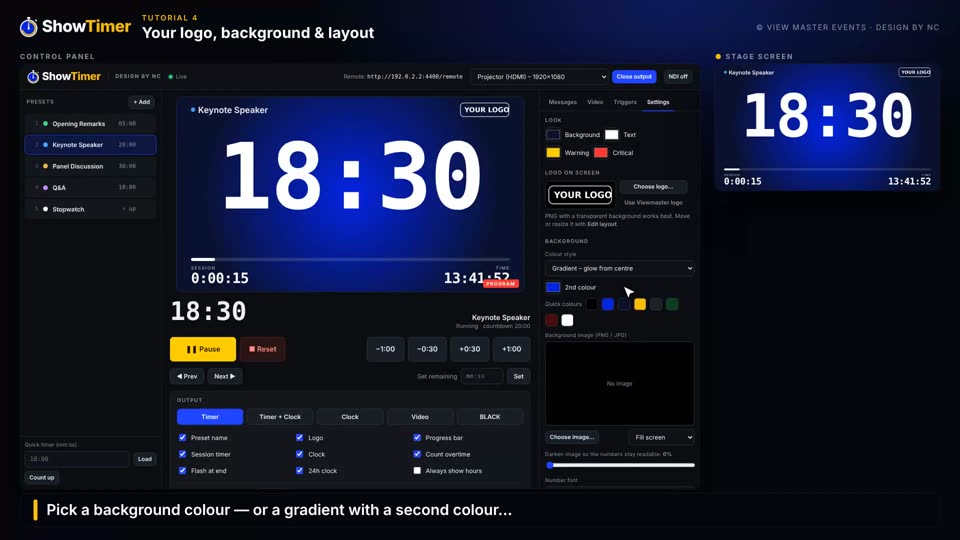 ShowTimer
TUTORIAL 4
Your logo, background & layout
© VIEW MASTER EVENTS · DESIGN BY NC
CONTROL PANEL
STAGE SCREEN
ShowTimer
DESIGN BY NC
Live
Remote: http://192.0.2.2:4400/remote
Projector (HDMI) – 1920×1080
Close output
NDI off
PRESETS
+ Add
1 Opening Remarks 05:00
2 Keynote Speaker 20:00
3 Panel Discussion 30:00
4 Q&A 10:00
5 Stopwatch ↑ up
Quick timer (mm:ss)
10:00
Load
Count up
Keynote Speaker
YOUR LOGO
18:30
SESSION
0:00:15
TIME
13:41:52
PROGRAM
18:30
Keynote Speaker
Running · countdown 20:00
❚❚ Pause
■ Reset
−1:00
−0:30
+0:30
+1:00
◀ Prev
Next ▶
Set remaining
mm:ss
Set
OUTPUT
Timer
Timer + Clock
Clock
Video
BLACK
Preset name
Logo
Progress bar
Session timer
Clock
Count overtime
Flash at end
24h clock
Always show hours
Messages
Video
Triggers
Settings
LOOK
Background
Text
Warning
Critical
LOGO ON SCREEN
YOUR LOGO
Choose logo...
Use Viewmaster logo
PNG with a transparent background works best. Move
or resize it with Edit layout.
BACKGROUND
Colour style
Gradient – glow from centre
2nd colour
Quick colours
Background image (PNG / JPG)
No image
Choose image...
Fill screen
Darken image so the numbers stay readable: 0%
Number font
Keynote Speaker
YOUR LOGO
18:30
SESSION
0:00:15
TIME
13:41:52
Pick a background colour — or a gradient with a second colour...